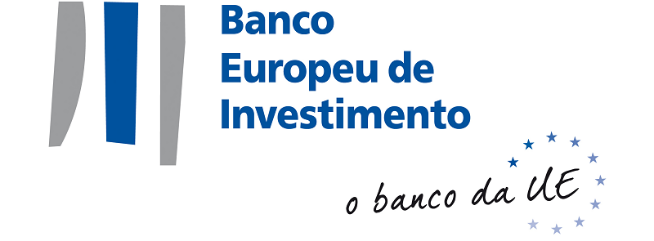 Banco
Europeu de
Investimento
o banco da UE